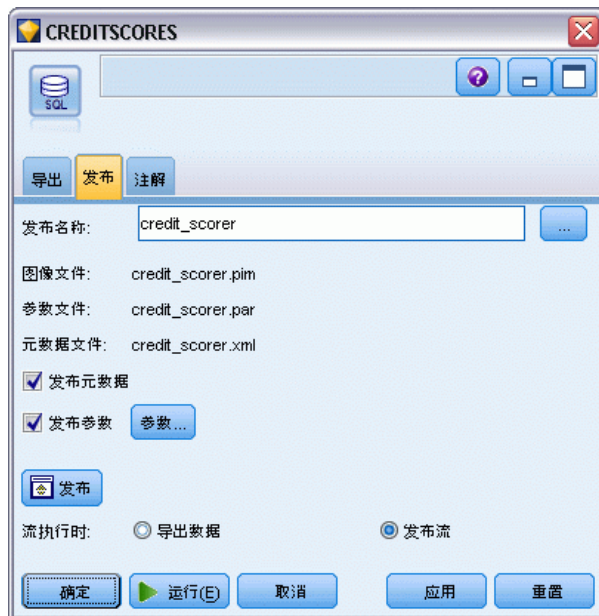 CREDITSCORES
SQL
导出 发布 注解
发布名称: credit_scorer ...
图像文件: credit_scorer.pim
参数文件: credit_scorer.par
元数据文件: credit_scorer.xml
发布元数据
发布参数 参数...
发布
流执行时: 导出数据 发布流
确定 运行(E) 取消 应用 重置